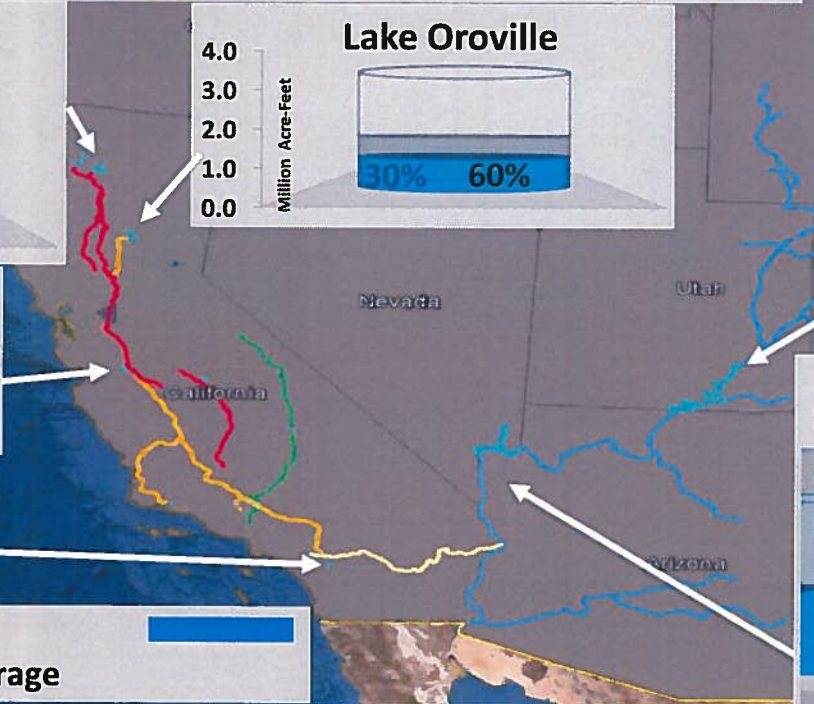 Lake Oroville
4.0
3.0
2.0
1.0
0.0
Million Acre-Feet
30% 60%
Nevada
Utah
California
Arizona
rage